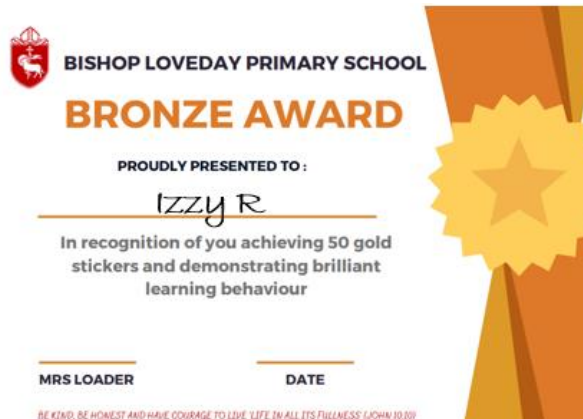 BISHOP LOVEDAY PRIMARY SCHOOL
BRONZE AWARD
PROUDLY PRESENTED TO :
Izzy R
In recognition of you achieving 50 gold
stickers and demonstrating brilliant
learning behaviour
MRS LOADER
DATE
BE KIND, BE HONEST AND HAVE COURAGE TO LIVE 'LIFE IN ALL ITS FULLNESS' (JOHN 10:10)